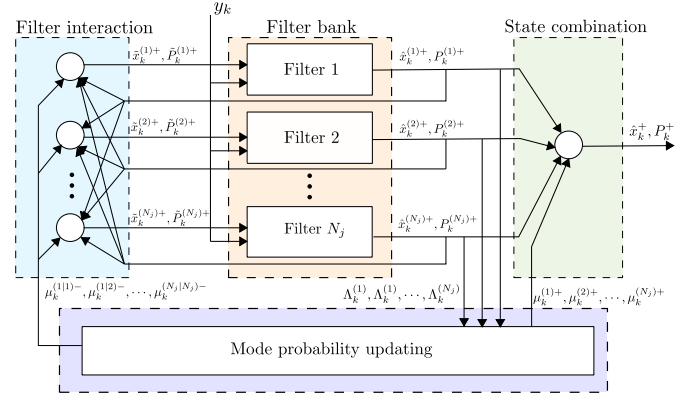 y_k
Filter interaction
Filter bank
State combination
x̃_k^{(1)+}, P̃_k^{(1)+}
Filter 1
x̂_k^{(1)+}, P_k^{(1)+}
x̃_k^{(2)+}, P̃_k^{(2)+}
Filter 2
x̂_k^{(2)+}, P_k^{(2)+}
x̂_k^+, P_k^+
x̃_k^{(N_j)+}, P̃_k^{(N_j)+}
Filter N_j
x̂_k^{(N_j)+}, P_k^{(N_j)+}
μ_k^{(1|1)−}, μ_k^{(1|2)−}, ⋯, μ_k^{(N_j|N_j)−}
Λ_k^{(1)}, Λ_k^{(1)}, ⋯, Λ_k^{(N_j)}
μ_k^{(1)+}, μ_k^{(2)+}, ⋯, μ_k^{(N_j)+}
Mode probability updating